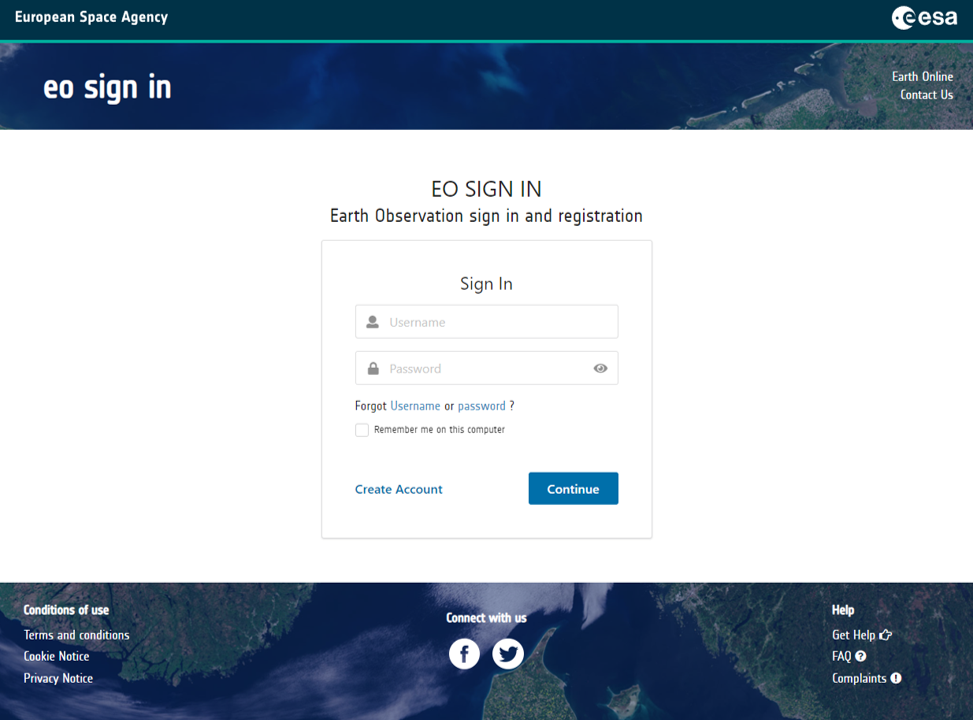 European Space Agency
esa
eo sign in
Earth Online
Contact Us
EO SIGN IN
Earth Observation sign in and registration
Sign In
Username
Password
Forgot Username or password ?
Remember me on this computer
Create Account
Continue
Conditions of use
Terms and conditions
Cookie Notice
Privacy Notice
Connect with us
Help
Get Help
FAQ
Complaints